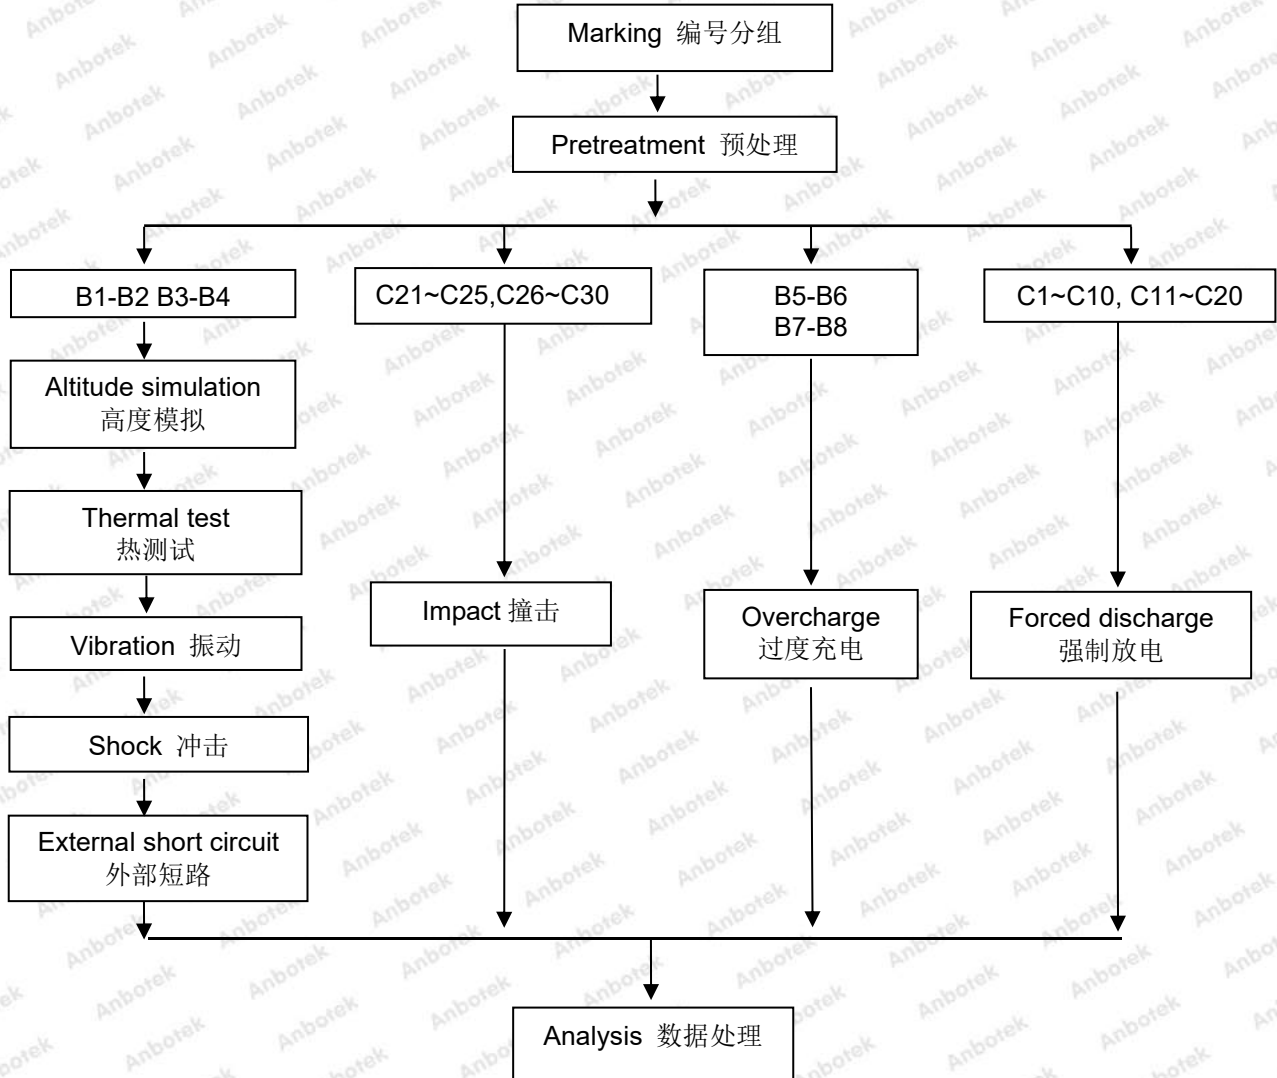 Marking 编号分组
Pretreatment 预处理
B1-B2 B3-B4
C21~C25,C26~C30
B5-B6
B7-B8
C1~C10, C11~C20
Altitude simulation
高度模拟
Thermal test
热测试
Vibration 振动
Shock 冲击
External short circuit
外部短路
Impact 撞击
Overcharge
过度充电
Forced discharge
强制放电
Analysis 数据处理
Anbotek